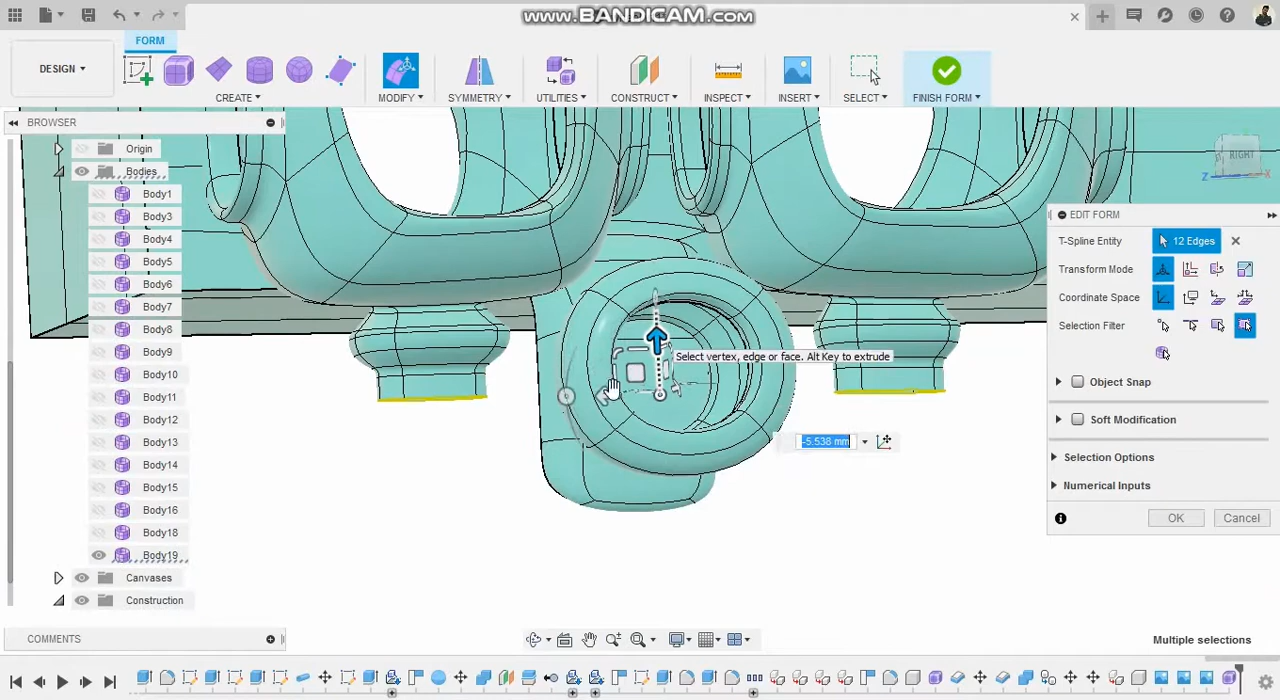 www.BANDICAM.com
FORM
DESIGN
CREATE
MODIFY
SYMMETRY
UTILITIES
CONSTRUCT
INSPECT
INSERT
SELECT
FINISH FORM
BROWSER
Origin
Bodies
Body1
Body3
Body4
Body5
Body6
Body7
Body8
Body9
Body10
Body11
Body12
Body13
Body14
Body15
Body16
Body18
Body19
Canvases
Construction
COMMENTS
RIGHT
Z
X
EDIT FORM
T-Spline Entity
12 Edges
Transform Mode
Coordinate Space
Selection Filter
Object Snap
Soft Modification
Selection Options
Numerical Inputs
OK
Cancel
Select vertex, edge or face. Alt Key to extrude
-5.538 mm
Multiple selections